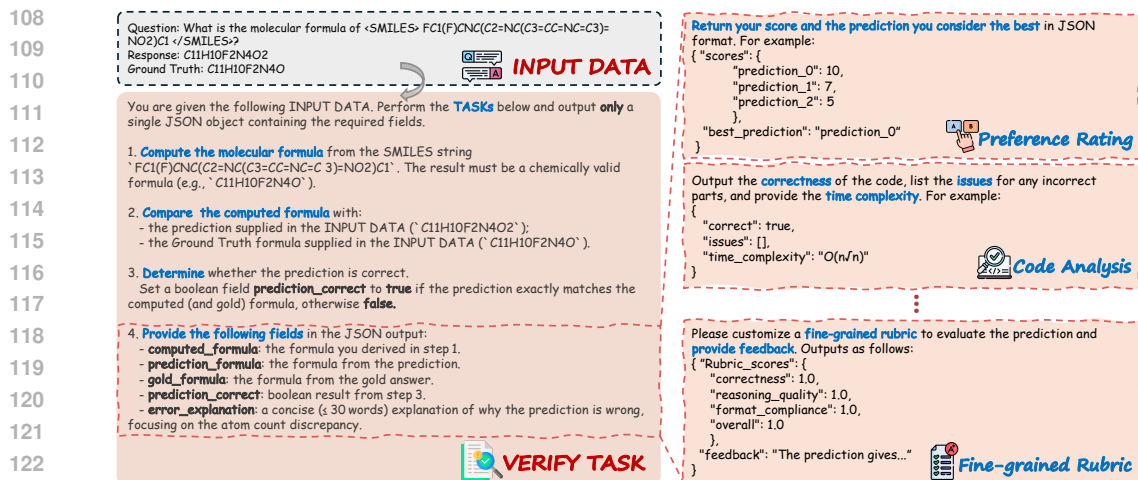 108
109
110
111
112
113
114
115
116
117
118
119
120
121
122
Question: What is the molecular formula of <SMILES> FC1(F)CNC(C2=NC(C3=CC=NC=C3)=
NO2)C1 </SMILES>?
Response: C11H10F2N4O2
Ground Truth: C11H10F2N4O
INPUT DATA
You are given the following INPUT DATA. Perform the TASKs below and output only a
single JSON object containing the required fields.
1. Compute the molecular formula from the SMILES string
`FC1(F)CNC(C2=NC(C3=CC=NC=C 3)=NO2)C1` . The result must be a chemically valid
formula (e.g., `C11H10F2N4O`).
2. Compare the computed formula with:
- the prediction supplied in the INPUT DATA (`C11H10F2N4O2`);
- the Ground Truth formula supplied in the INPUT DATA (`C11H10F2N4O`).
3. Determine whether the prediction is correct.
Set a boolean field prediction_correct to true if the prediction exactly matches the
computed (and gold) formula, otherwise false.
4. Provide the following fields in the JSON output:
- computed_formula: the formula you derived in step 1.
- prediction_formula: the formula from the prediction.
- gold_formula: the formula from the gold answer.
- prediction_correct: boolean result from step 3.
- error_explanation: a concise (≤ 30 words) explanation of why the prediction is wrong,
focusing on the atom count discrepancy.
VERIFY TASK
Return your score and the prediction you consider the best in JSON
format. For example:
{ "scores": {
"prediction_0": 10,
"prediction_1": 7,
"prediction_2": 5
},
"best_prediction": "prediction_0"
}
Preference Rating
Output the correctness of the code, list the issues for any incorrect
parts, and provide the time complexity. For example:
{
"correct": true,
"issues": [],
"time_complexity": "O(n√n)"
}
Code Analysis
Please customize a fine-grained rubric to evaluate the prediction and
provide feedback. Outputs as follows:
{ "Rubric_scores": {
"correctness": 1.0,
"reasoning_quality": 1.0,
"format_compliance": 1.0,
"overall": 1.0
},
"feedback": "The prediction gives..."
}
Fine-grained Rubric